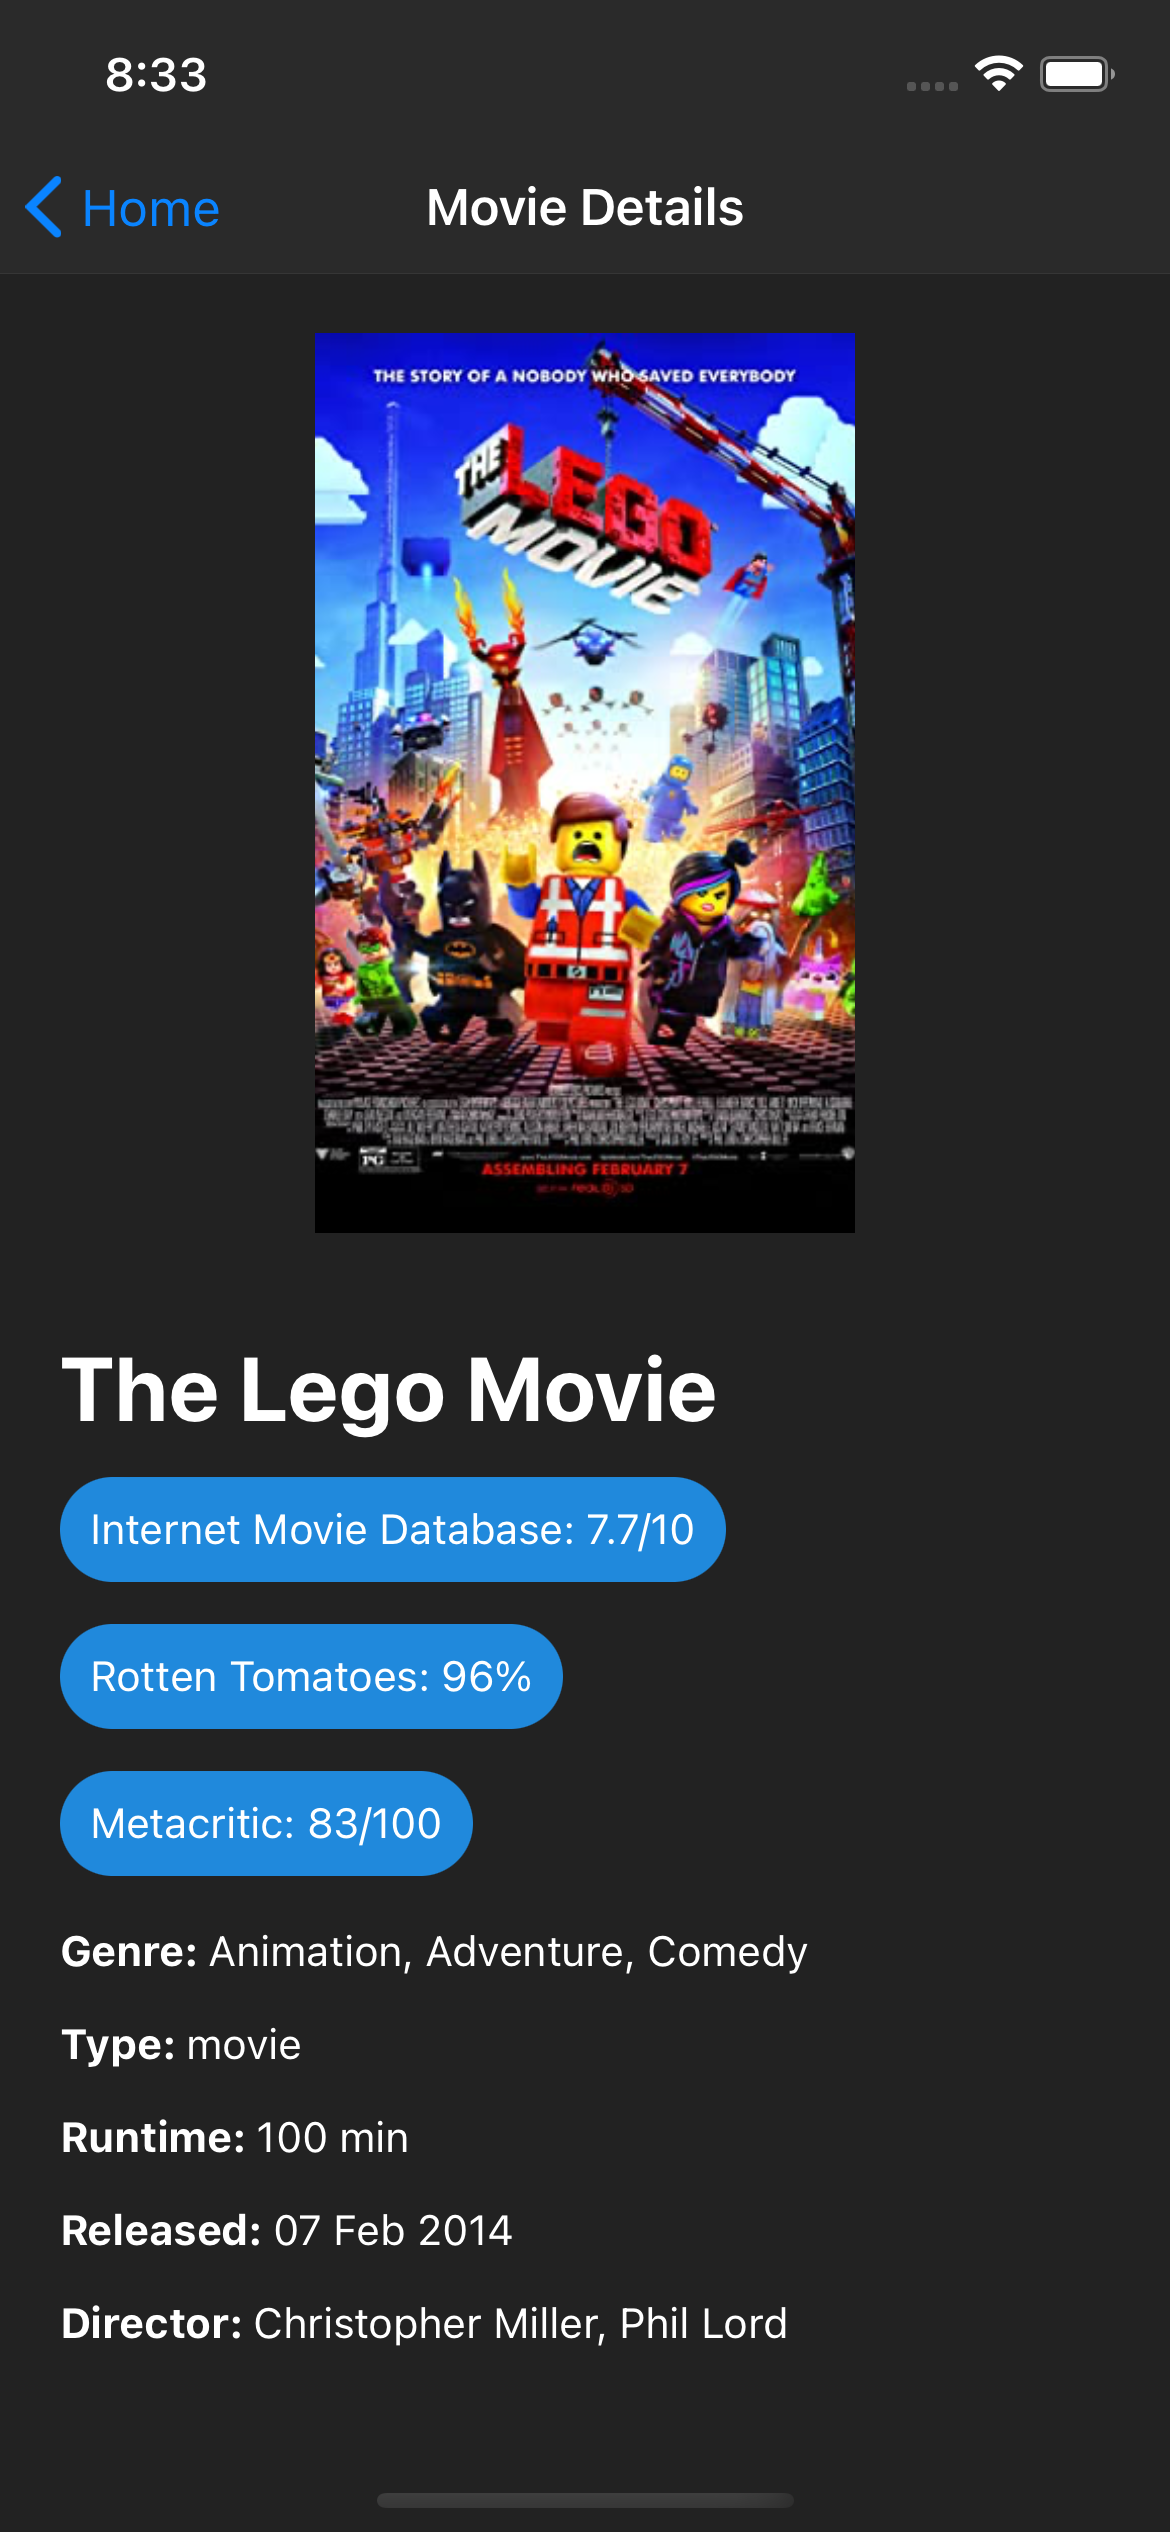 8:33
Home
Movie Details
THE STORY OF A NOBODY WHO SAVED EVERYBODY
THE
LEGO
MOVIE
PG
ASSEMBLING FEBRUARY 7
The Lego Movie
Internet Movie Database: 7.7/10
Rotten Tomatoes: 96%
Metacritic: 83/100
Genre: Animation, Adventure, Comedy
Type: movie
Runtime: 100 min
Released: 07 Feb 2014
Director: Christopher Miller, Phil Lord